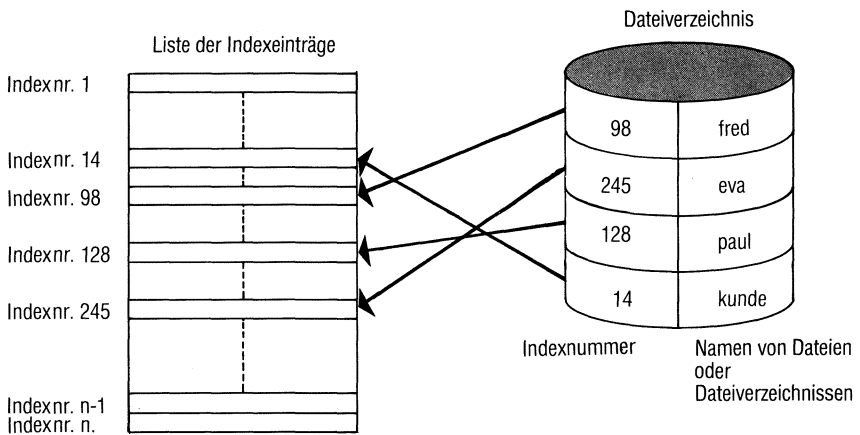 Dateiverzeichnis
Liste der Indexeinträge
Indexnr. 1
Indexnr. 14
Indexnr. 98
Indexnr. 128
Indexnr. 245
Indexnr. n-1
Indexnr. n.
98 fred
245 eva
128 paul
14 kunde
Indexnummer
Namen von Dateien
oder
Dateiverzeichnissen